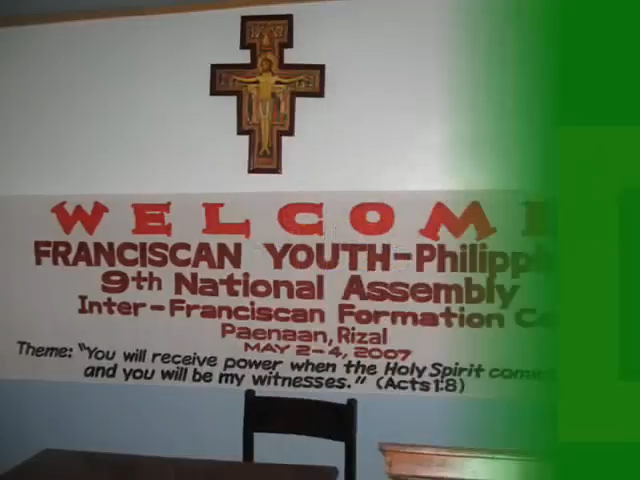 WELCOM
FRANCISCAN YOUTH-Philipp
9th National Assembly
Inter-Franciscan Formation
Paenaan, Rizal
MAY 2-4, 2007
Theme: "You will receive power when the Holy Spirit
and you will be my witnesses." (Acts 1:8)